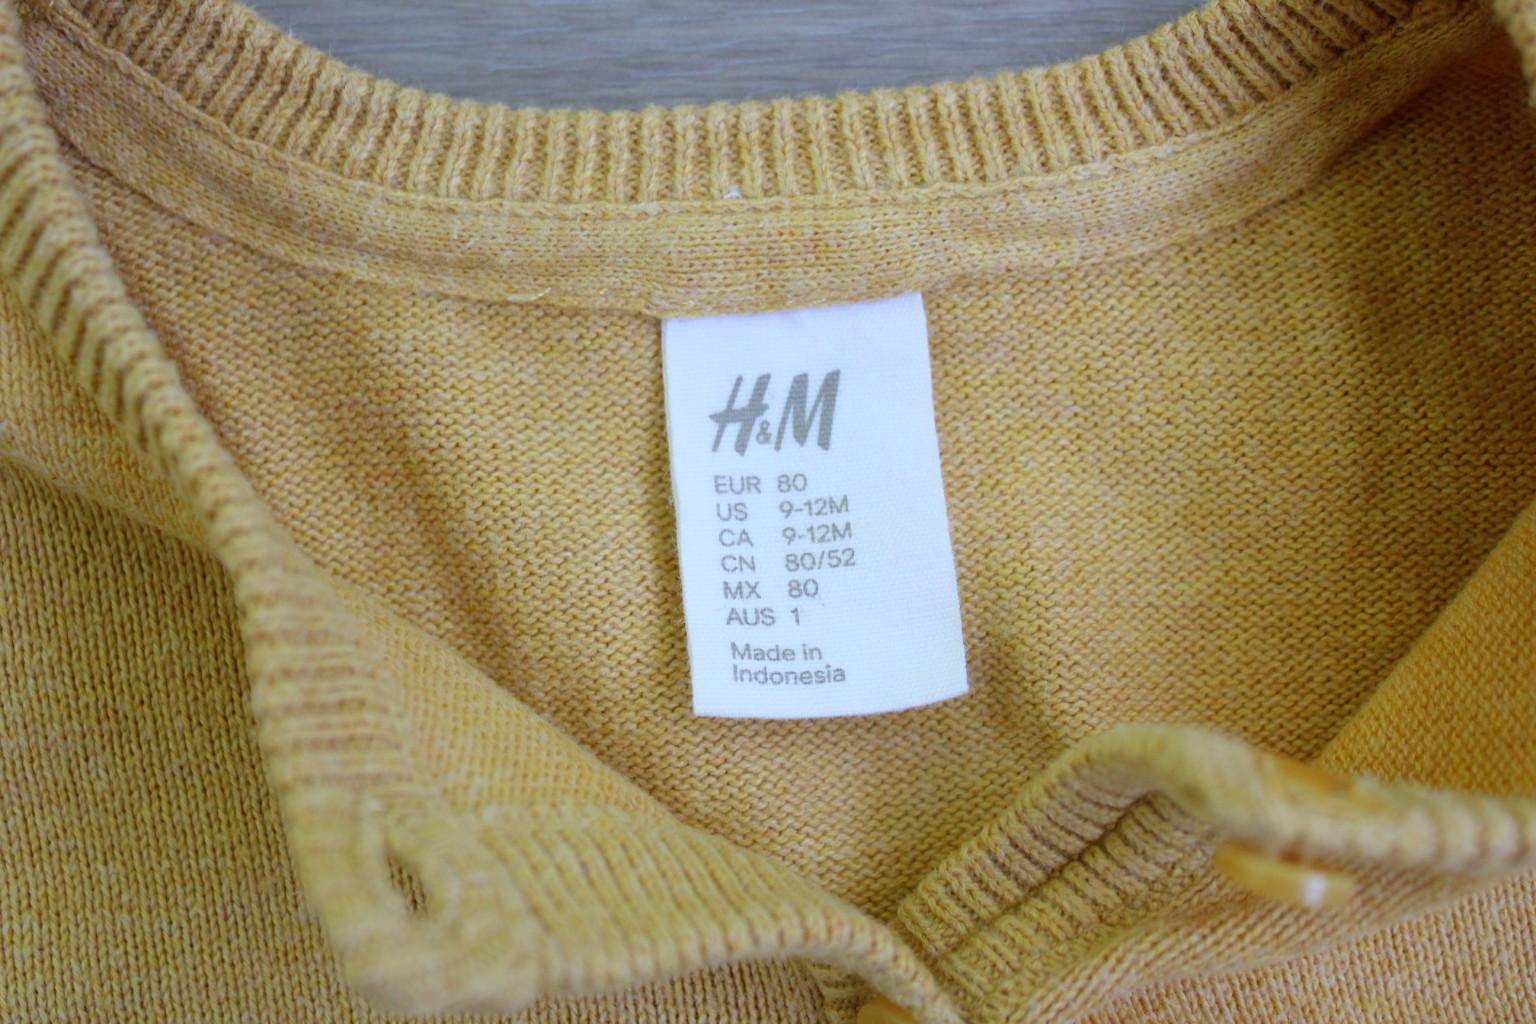 H&M
EUR 80
US 9-12M
CA 9-12M
CN 80/52
MX 80
AUS 1
Made in
Indonesia